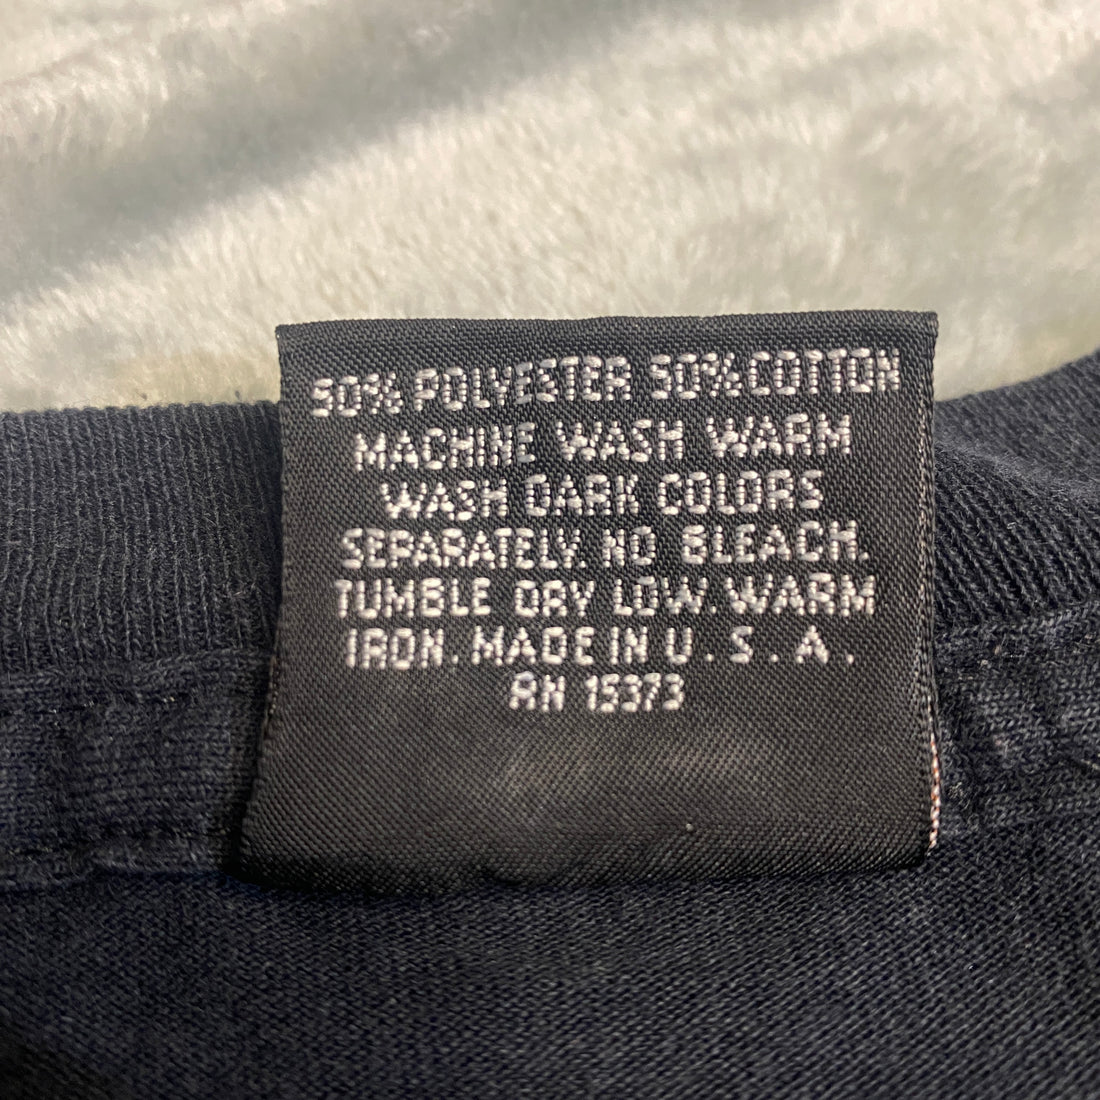 50% POLYESTER 50% COTTON
MACHINE WASH WARM
WASH DARK COLORS
SEPARATELY. NO BLEACH.
TUMBLE DRY LOW. WARM
IRON. MADE IN U.S.A.
RN 15373